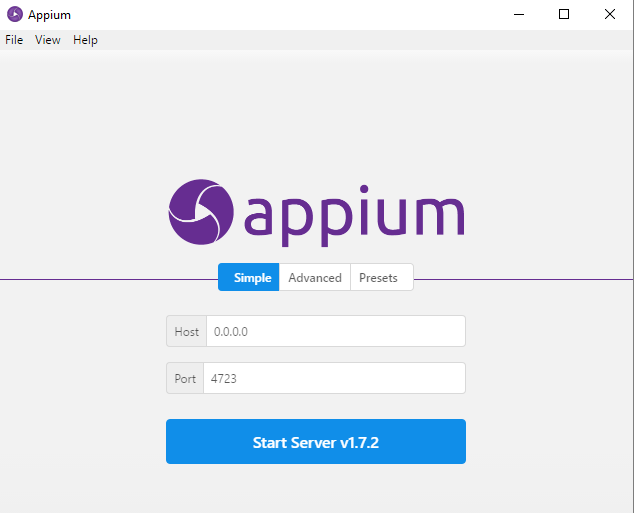 Appium
File View Help
appium
Simple Advanced Presets
Host 0.0.0.0
Port 4723
Start Server v1.7.2